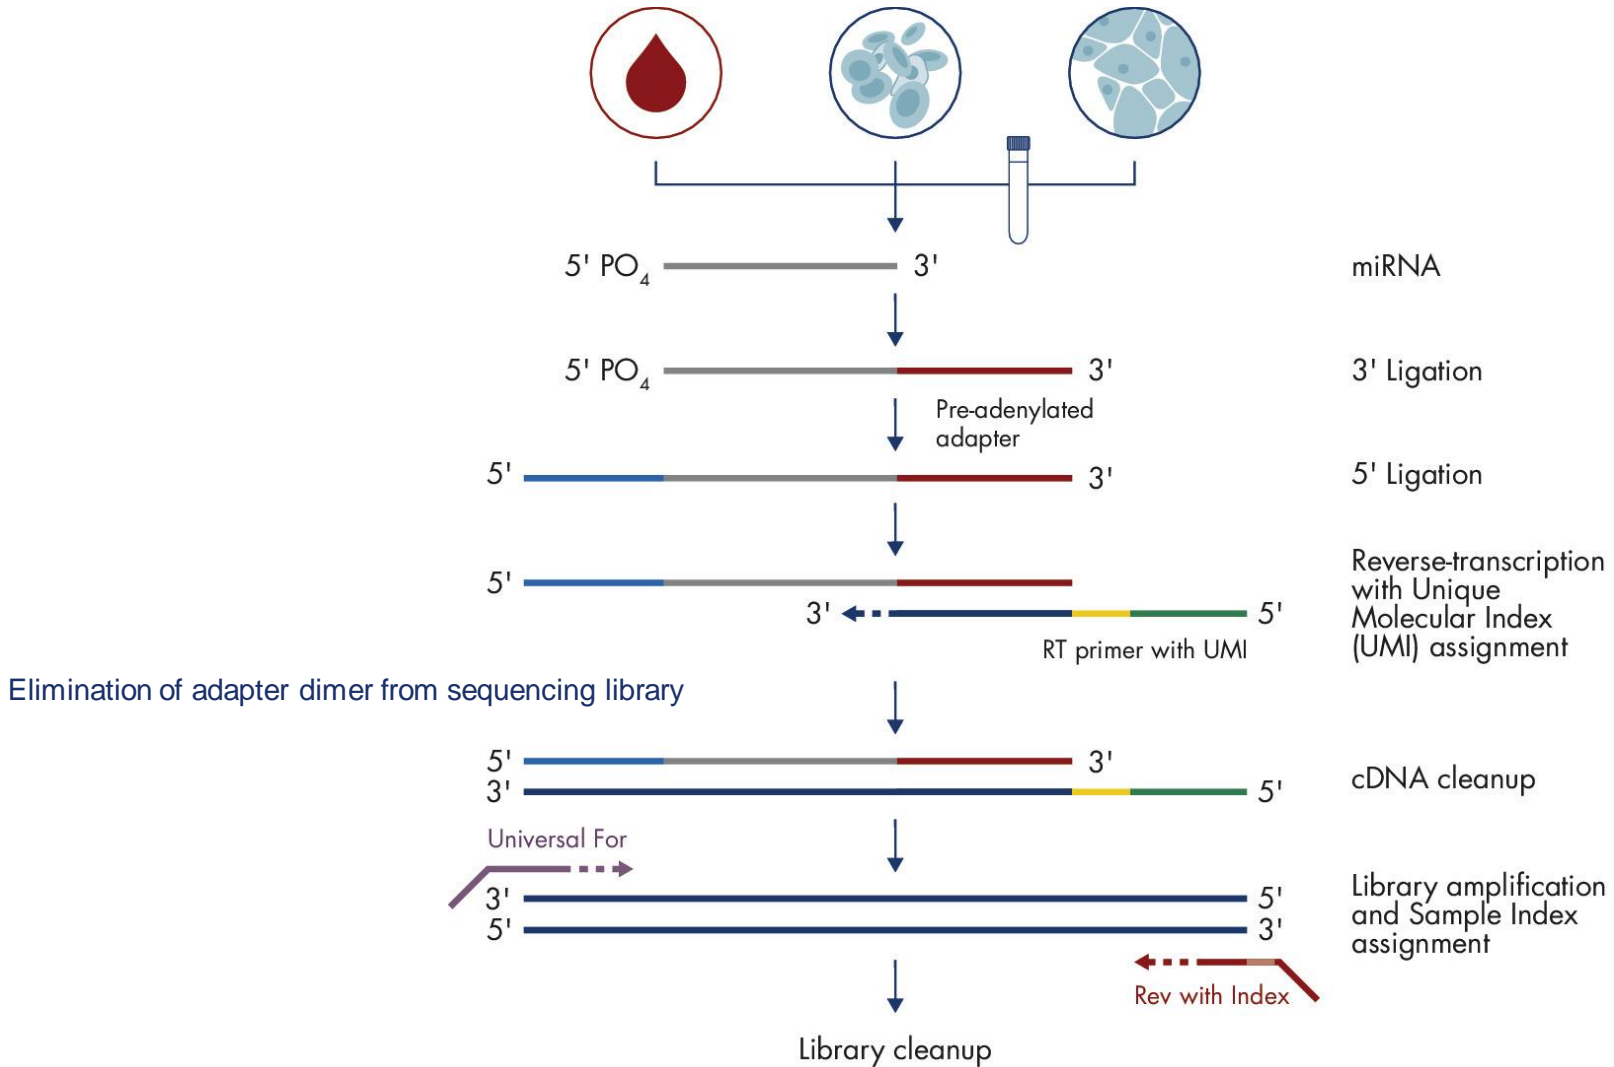 5' PO4
3'
miRNA
5' PO4
3'
3' Ligation
Pre-adenylated
adapter
5'
3'
5' Ligation
5'
3'
5'
RT primer with UMI
Reverse-transcription
with Unique
Molecular Index
(UMI) assignment
Elimination of adapter dimer from sequencing library
5'
3'
3'
5'
cDNA cleanup
Universal For
3'
5'
5'
3'
Library amplification
and Sample Index
assignment
Rev with Index
Library cleanup